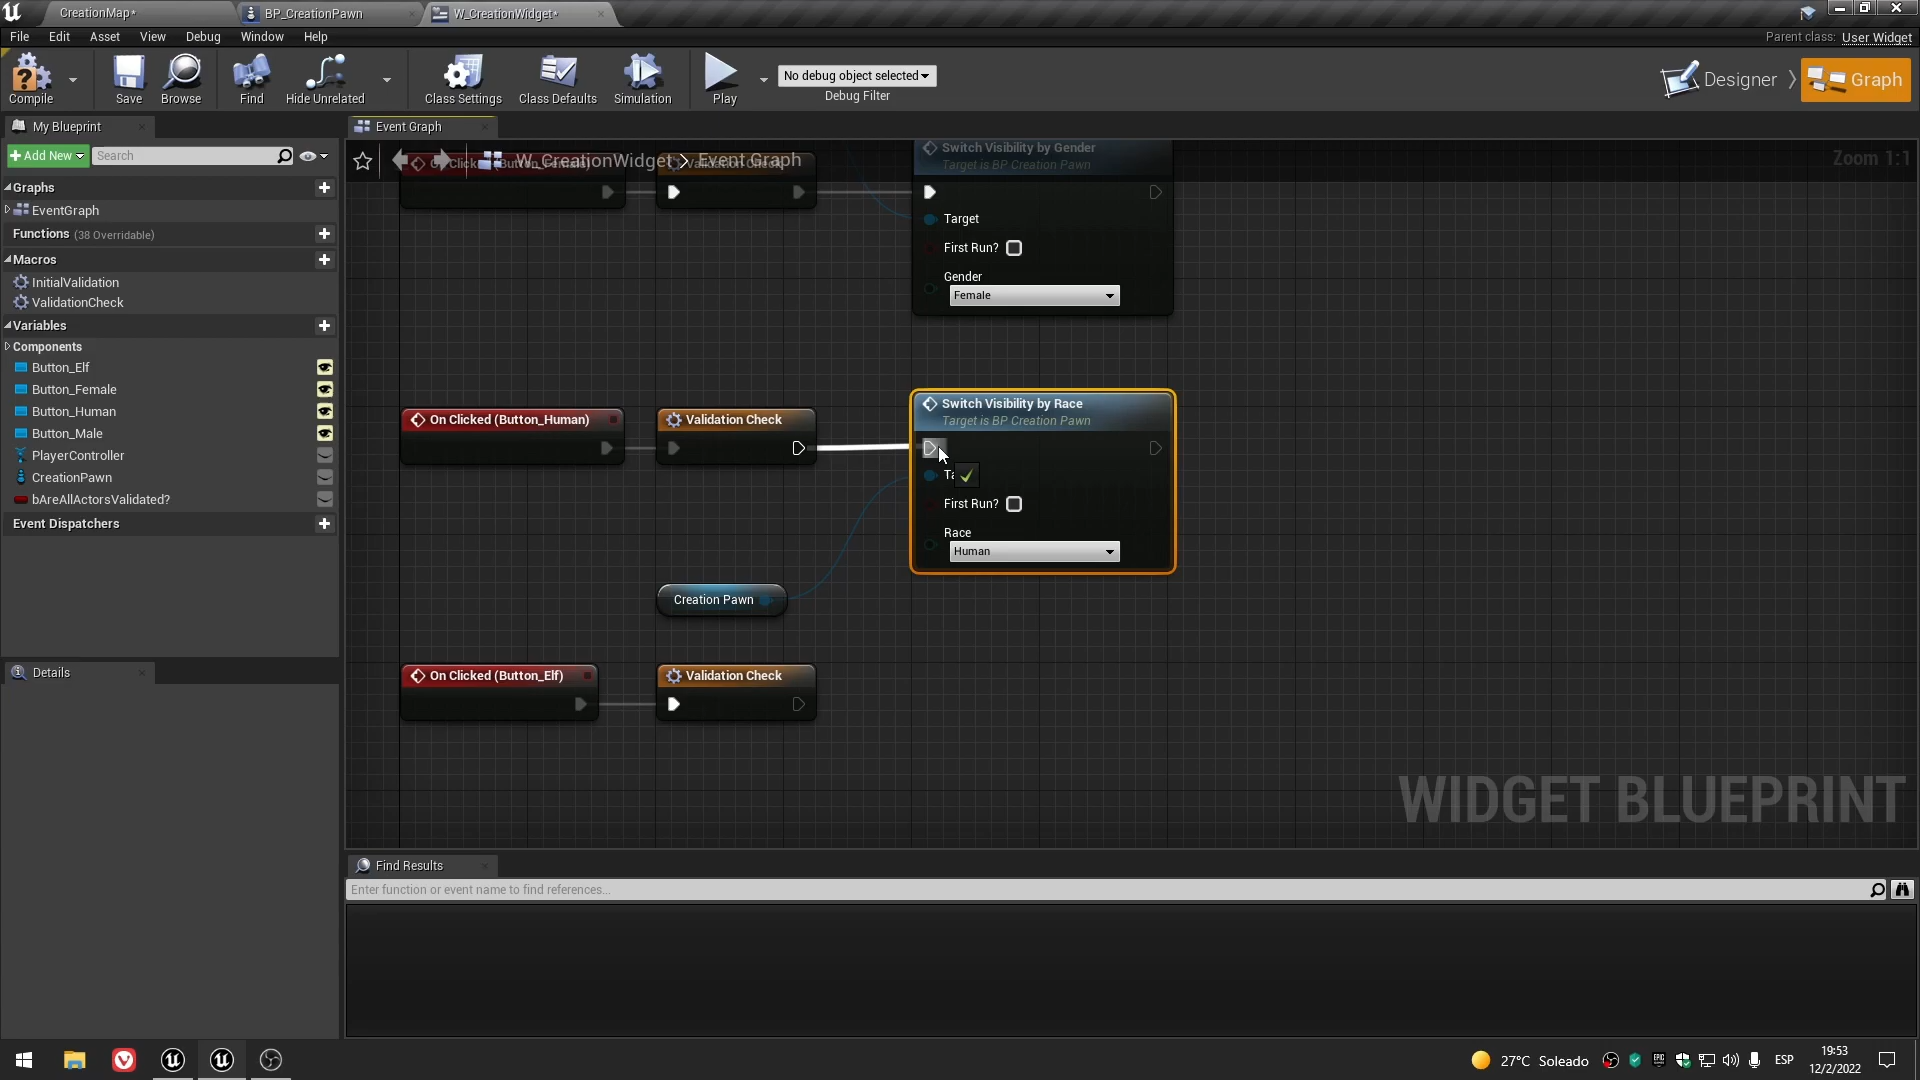 CreationMap*
BP_CreationPawn
W_CreationWidget*
File Edit Asset View Debug Window Help
Parent class: User Widget
Compile
Save
Browse
Find
Hide Unrelated
Class Settings
Class Defaults
Simulation
Play
No debug object selected
Debug Filter
Designer
Graph
My Blueprint
Add New
Search
Graphs
EventGraph
Functions (38 Overridable)
Macros
InitialValidation
ValidationCheck
Variables
Components
Button_Elf
Button_Female
Button_Human
Button_Male
PlayerController
CreationPawn
bAreAllActorsValidated?
Event Dispatchers
Details
Event Graph
W_CreationWidget > Event Graph
Zoom 1:1
Switch Visibility by Gender
Target is BP Creation Pawn
Target
First Run?
Gender
Female
On Clicked (Button_Human)
Validation Check
Switch Visibility by Race
Target is BP Creation Pawn
First Run?
Race
Human
Creation Pawn
On Clicked (Button_Elf)
Validation Check
WIDGET BLUEPRINT
Find Results
Enter function or event name to find references...
27°C Soleado
ESP
19:53
12/2/2022